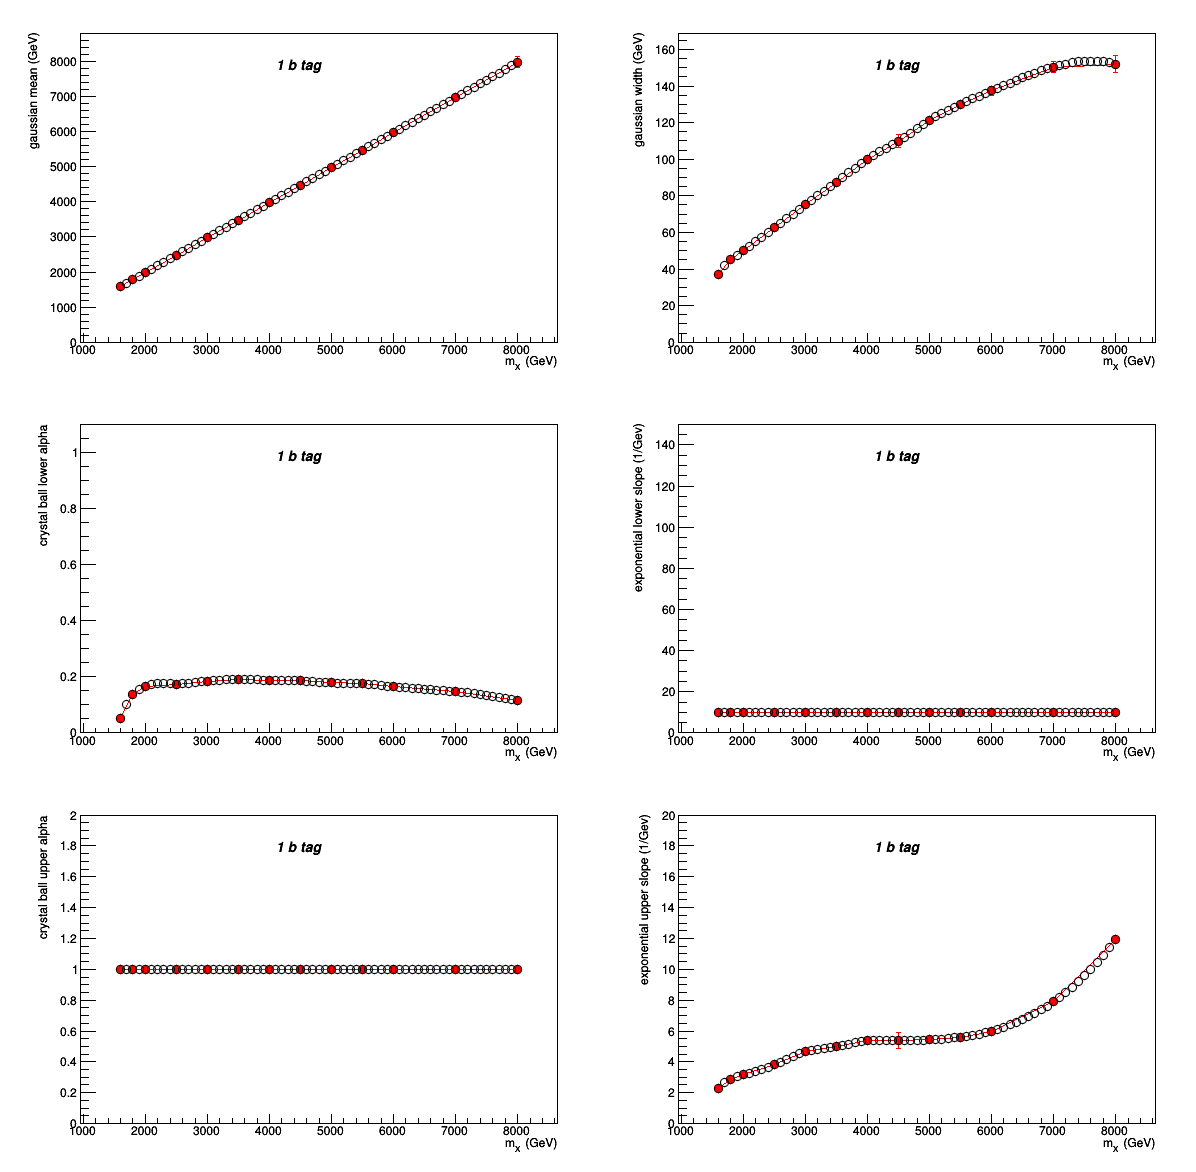 gaussian mean (GeV)
1 b tag
8000
7000
6000
5000
4000
3000
2000
1000
0
1000 2000 3000 4000 5000 6000 7000 8000
mx (GeV)
gaussian width (GeV)
1 b tag
160
140
120
100
80
60
40
20
0
1000 2000 3000 4000 5000 6000 7000 8000
mx (GeV)
crystal ball lower alpha
1 b tag
1
0.8
0.6
0.4
0.2
0
1000 2000 3000 4000 5000 6000 7000 8000
mx (GeV)
exponential lower slope (1/Gev)
1 b tag
140
120
100
80
60
40
20
0
1000 2000 3000 4000 5000 6000 7000 8000
mx (GeV)
crystal ball upper alpha
1 b tag
2
1.8
1.6
1.4
1.2
1
0.8
0.6
0.4
0.2
0
1000 2000 3000 4000 5000 6000 7000 8000
mx (GeV)
exponential upper slope (1/Gev)
1 b tag
20
18
16
14
12
10
8
6
4
2
0
1000 2000 3000 4000 5000 6000 7000 8000
mx (GeV)